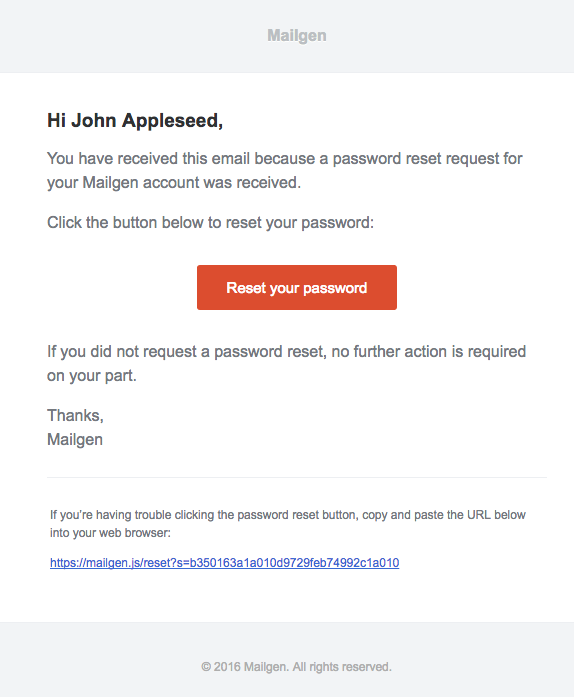 Mailgen
Hi John Appleseed,
You have received this email because a password reset request for
your Mailgen account was received.
Click the button below to reset your password:
Reset your password
If you did not request a password reset, no further action is required
on your part.
Thanks,
Mailgen
If you’re having trouble clicking the password reset button, copy and paste the URL below
into your web browser:
https://mailgen.js/reset?s=b350163a1a010d9729feb74992c1a010
© 2016 Mailgen. All rights reserved.